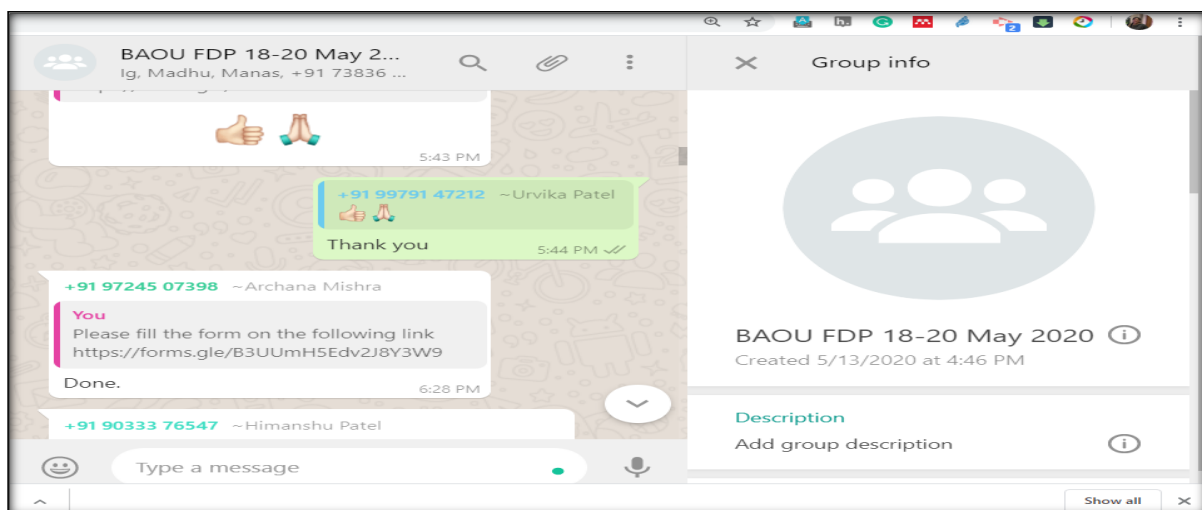 BAOU FDP 18-20 May 2...
Ig, Madhu, Manas, +91 73836 ...
5:43 PM
+91 99791 47212 ~Urvika Patel
Thank you
5:44 PM
+91 97245 07398 ~Archana Mishra
You
Please fill the form on the following link
https://forms.gle/B3UUmH5Edv2J8Y3W9
Done.
6:28 PM
+91 90333 76547 ~Himanshu Patel
Type a message
Group info
BAOU FDP 18-20 May 2020
Created 5/13/2020 at 4:46 PM
Description
Add group description
Show all
2